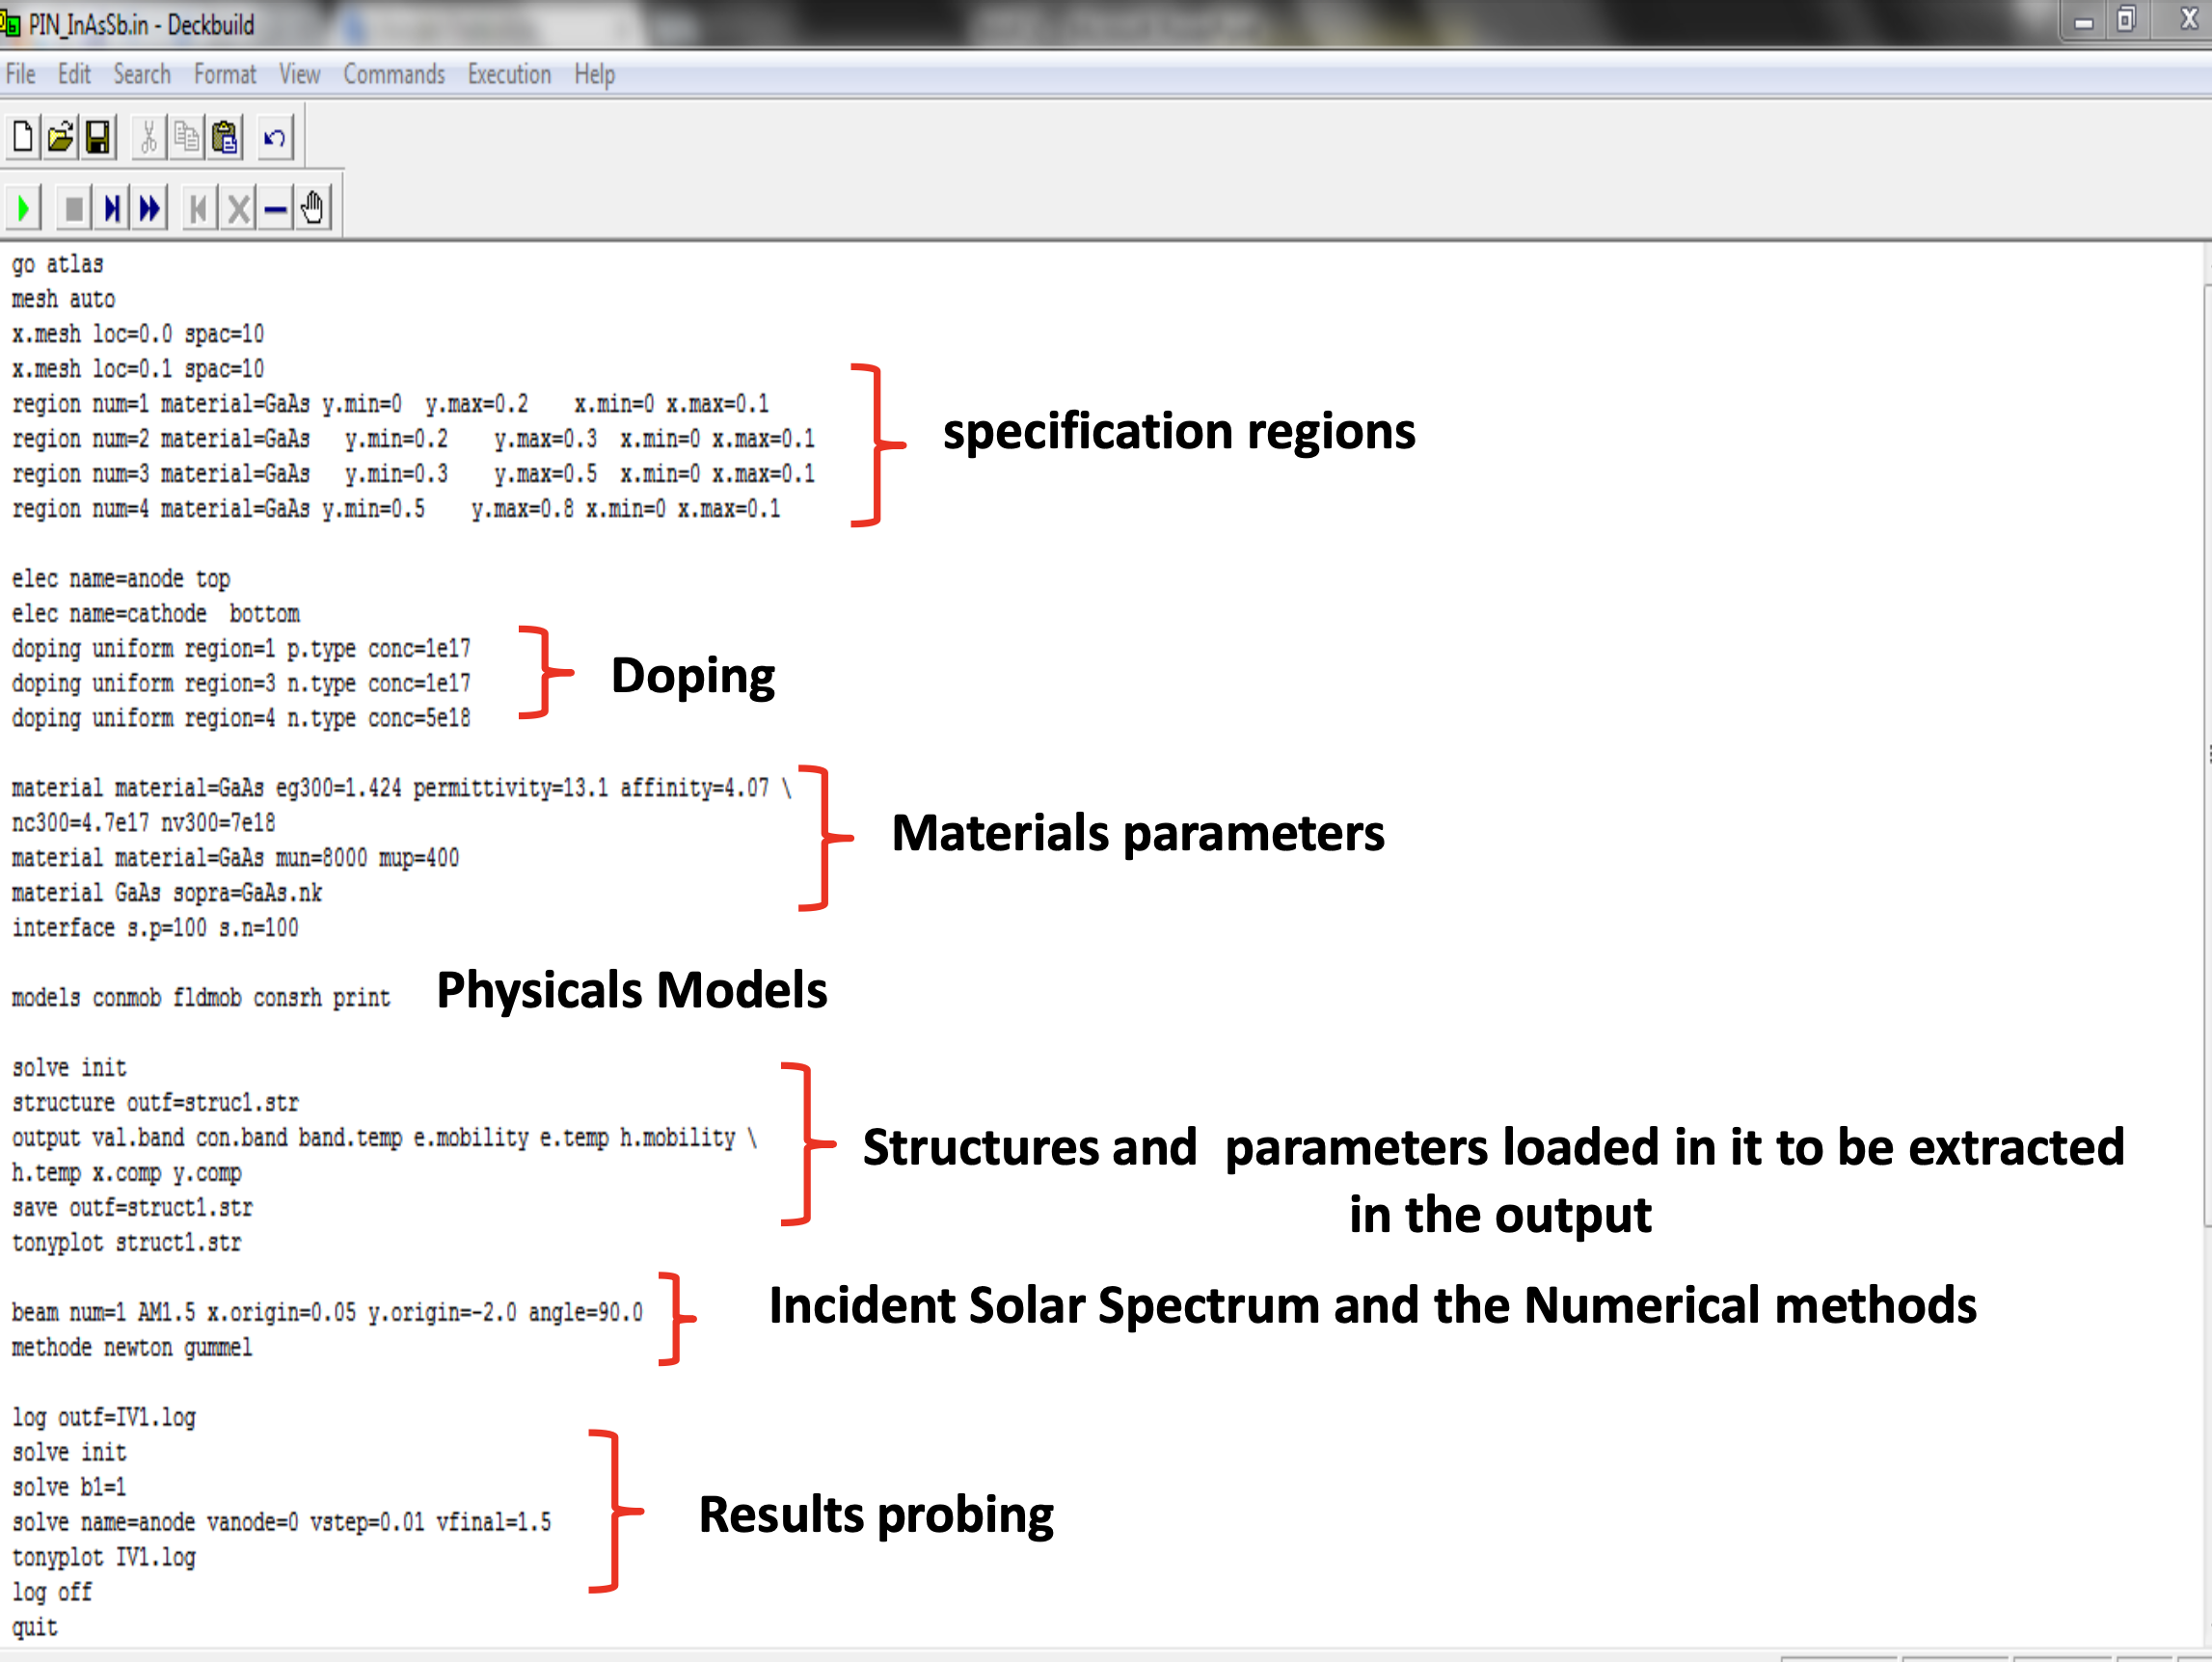 PIN_InAsSb.in - Deckbuild
File Edit Search Format View Commands Execution Help
go atlas
mesh auto
x.mesh loc=0.0 spac=10
x.mesh loc=0.1 spac=10
region num=1 material=GaAs y.min=0 y.max=0.2 x.min=0 x.max=0.1
region num=2 material=GaAs y.min=0.2 y.max=0.3 x.min=0 x.max=0.1
region num=3 material=GaAs y.min=0.3 y.max=0.5 x.min=0 x.max=0.1
region num=4 material=GaAs y.min=0.5 y.max=0.8 x.min=0 x.max=0.1
specification regions
elec name=anode top
elec name=cathode bottom
doping uniform region=1 p.type conc=1e17
doping uniform region=3 n.type conc=1e17
doping uniform region=4 n.type conc=5e18
Doping
material material=GaAs eg300=1.424 permittivity=13.1 affinity=4.07 \
nc300=4.7e17 nv300=7e18
material material=GaAs mun=8000 mup=400
material GaAs sopra=GaAs.nk
interface s.p=100 s.n=100
Materials parameters
models conmob fldmob consrh print
Physicals Models
solve init
structure outf=struc1.str
output val.band con.band band.temp e.mobility e.temp h.mobility \
h.temp x.comp y.comp
save outf=struct1.str
tonyplot struct1.str
Structures and parameters loaded in it to be extracted
in the output
beam num=1 AM1.5 x.origin=0.05 y.origin=-2.0 angle=90.0
methode newton gummel
Incident Solar Spectrum and the Numerical methods
log outf=IV1.log
solve init
solve b1=1
solve name=anode vanode=0 vstep=0.01 vfinal=1.5
tonyplot IV1.log
log off
quit
Results probing